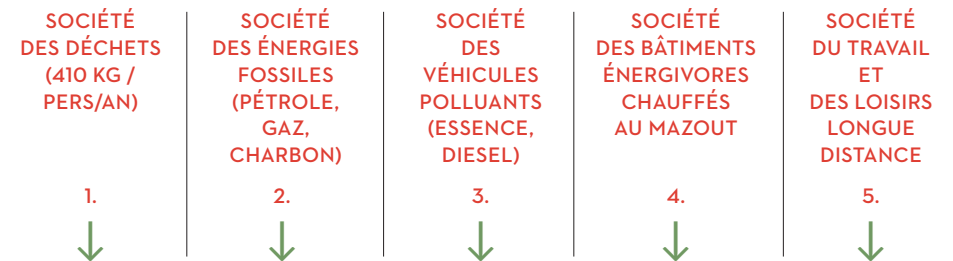 SOCIÉTÉ
DES DÉCHETS
(410 KG /
PERS/AN)
1.
SOCIÉTÉ
DES ÉNERGIES
FOSSILES
(PÉTROLE,
GAZ,
CHARBON)
2.
SOCIÉTÉ
DES
VÉHICULES
POLLUANTS
(ESSENCE,
DIESEL)
3.
SOCIÉTÉ
DES BÂTIMENTS
ÉNERGIVORES
CHAUFFÉS
AU MAZOUT
4.
SOCIÉTÉ
DU TRAVAIL
ET
DES LOISIRS
LONGUE
DISTANCE
5.